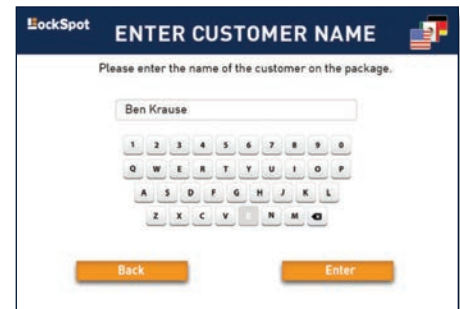 LockSpot
ENTER CUSTOMER NAME
Please enter the name of the customer on the package.
Ben Krause
1 2 3 4 5 6 7 8 9 0
Q W E R T Y U I O P
A S D F G H J K L
Z X C V B N M
Back Enter